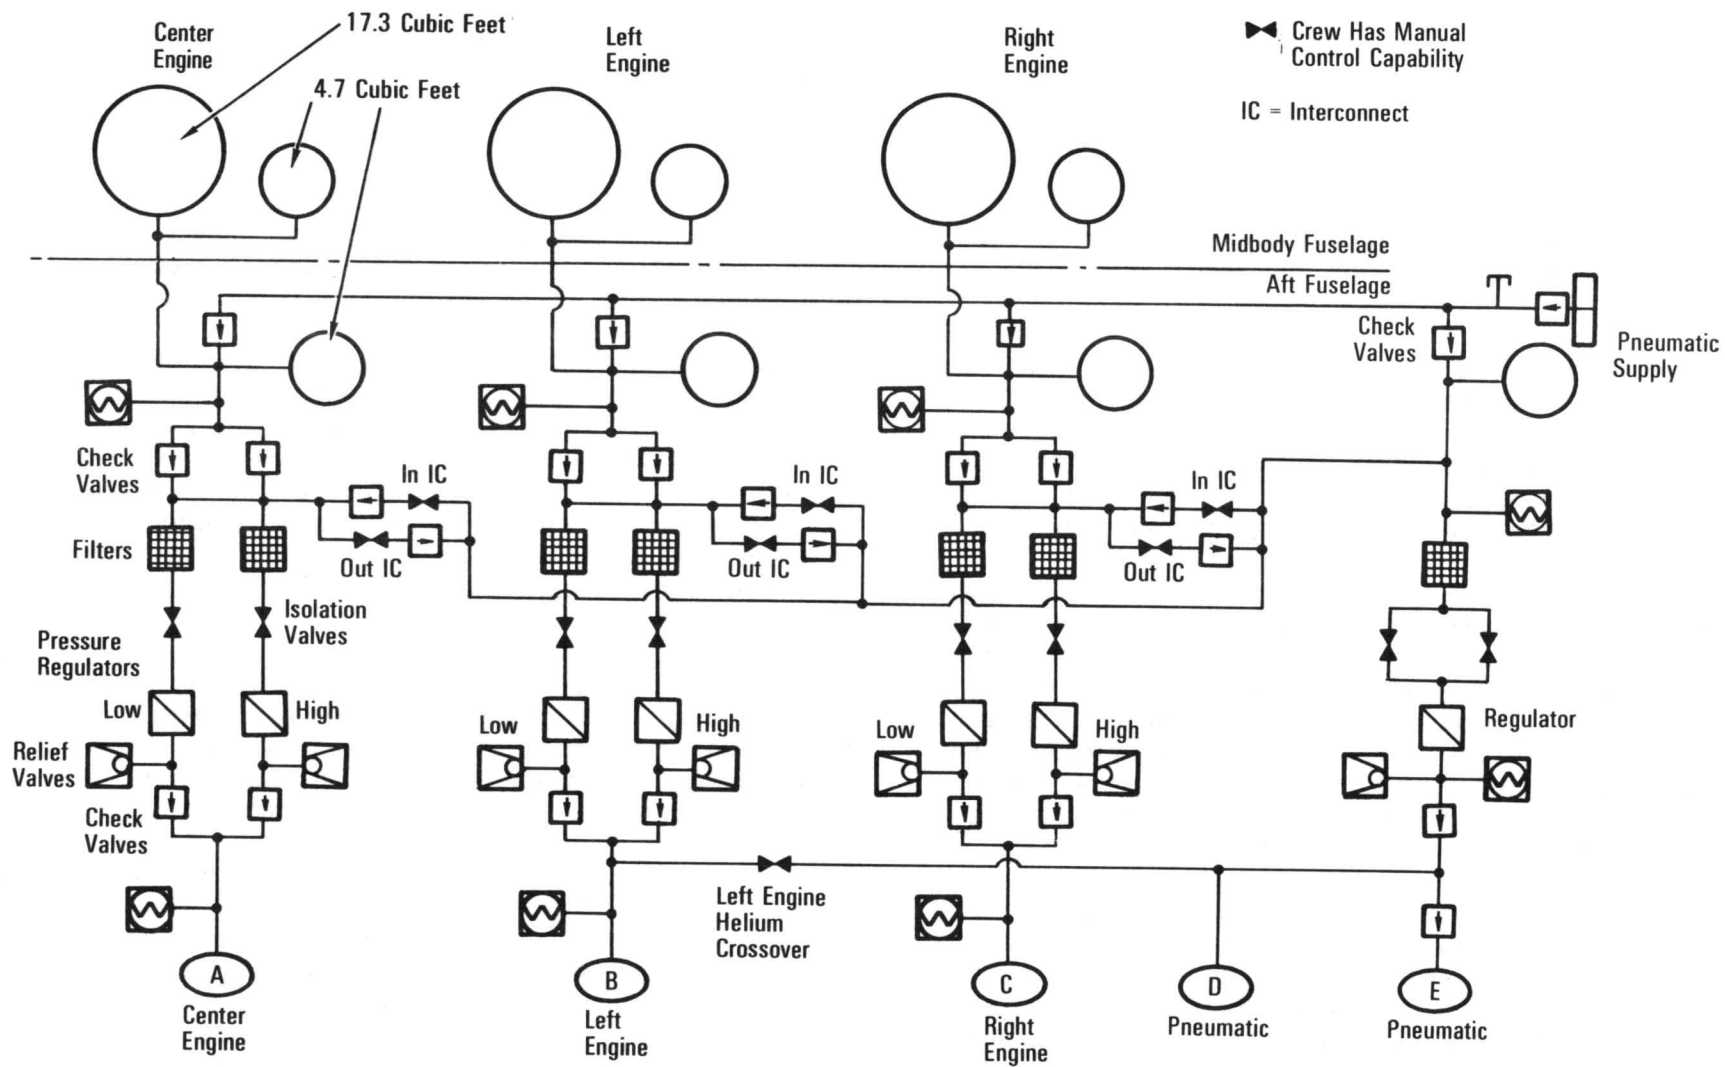 Center
Engine
17.3 Cubic Feet
4.7 Cubic Feet
Left
Engine
Right
Engine
Crew Has Manual
Control Capability
IC = Interconnect
Midbody Fuselage
Aft Fuselage
Check
Valves
Pneumatic
Supply
Check
Valves
In IC
In IC
In IC
Filters
Out IC
Out IC
Out IC
Isolation
Valves
Pressure
Regulators
Low
High
Low
High
Low
High
Regulator
Relief
Valves
Check
Valves
Left Engine
Helium
Crossover
A
B
C
D
E
Center
Engine
Left
Engine
Right
Engine
Pneumatic
Pneumatic